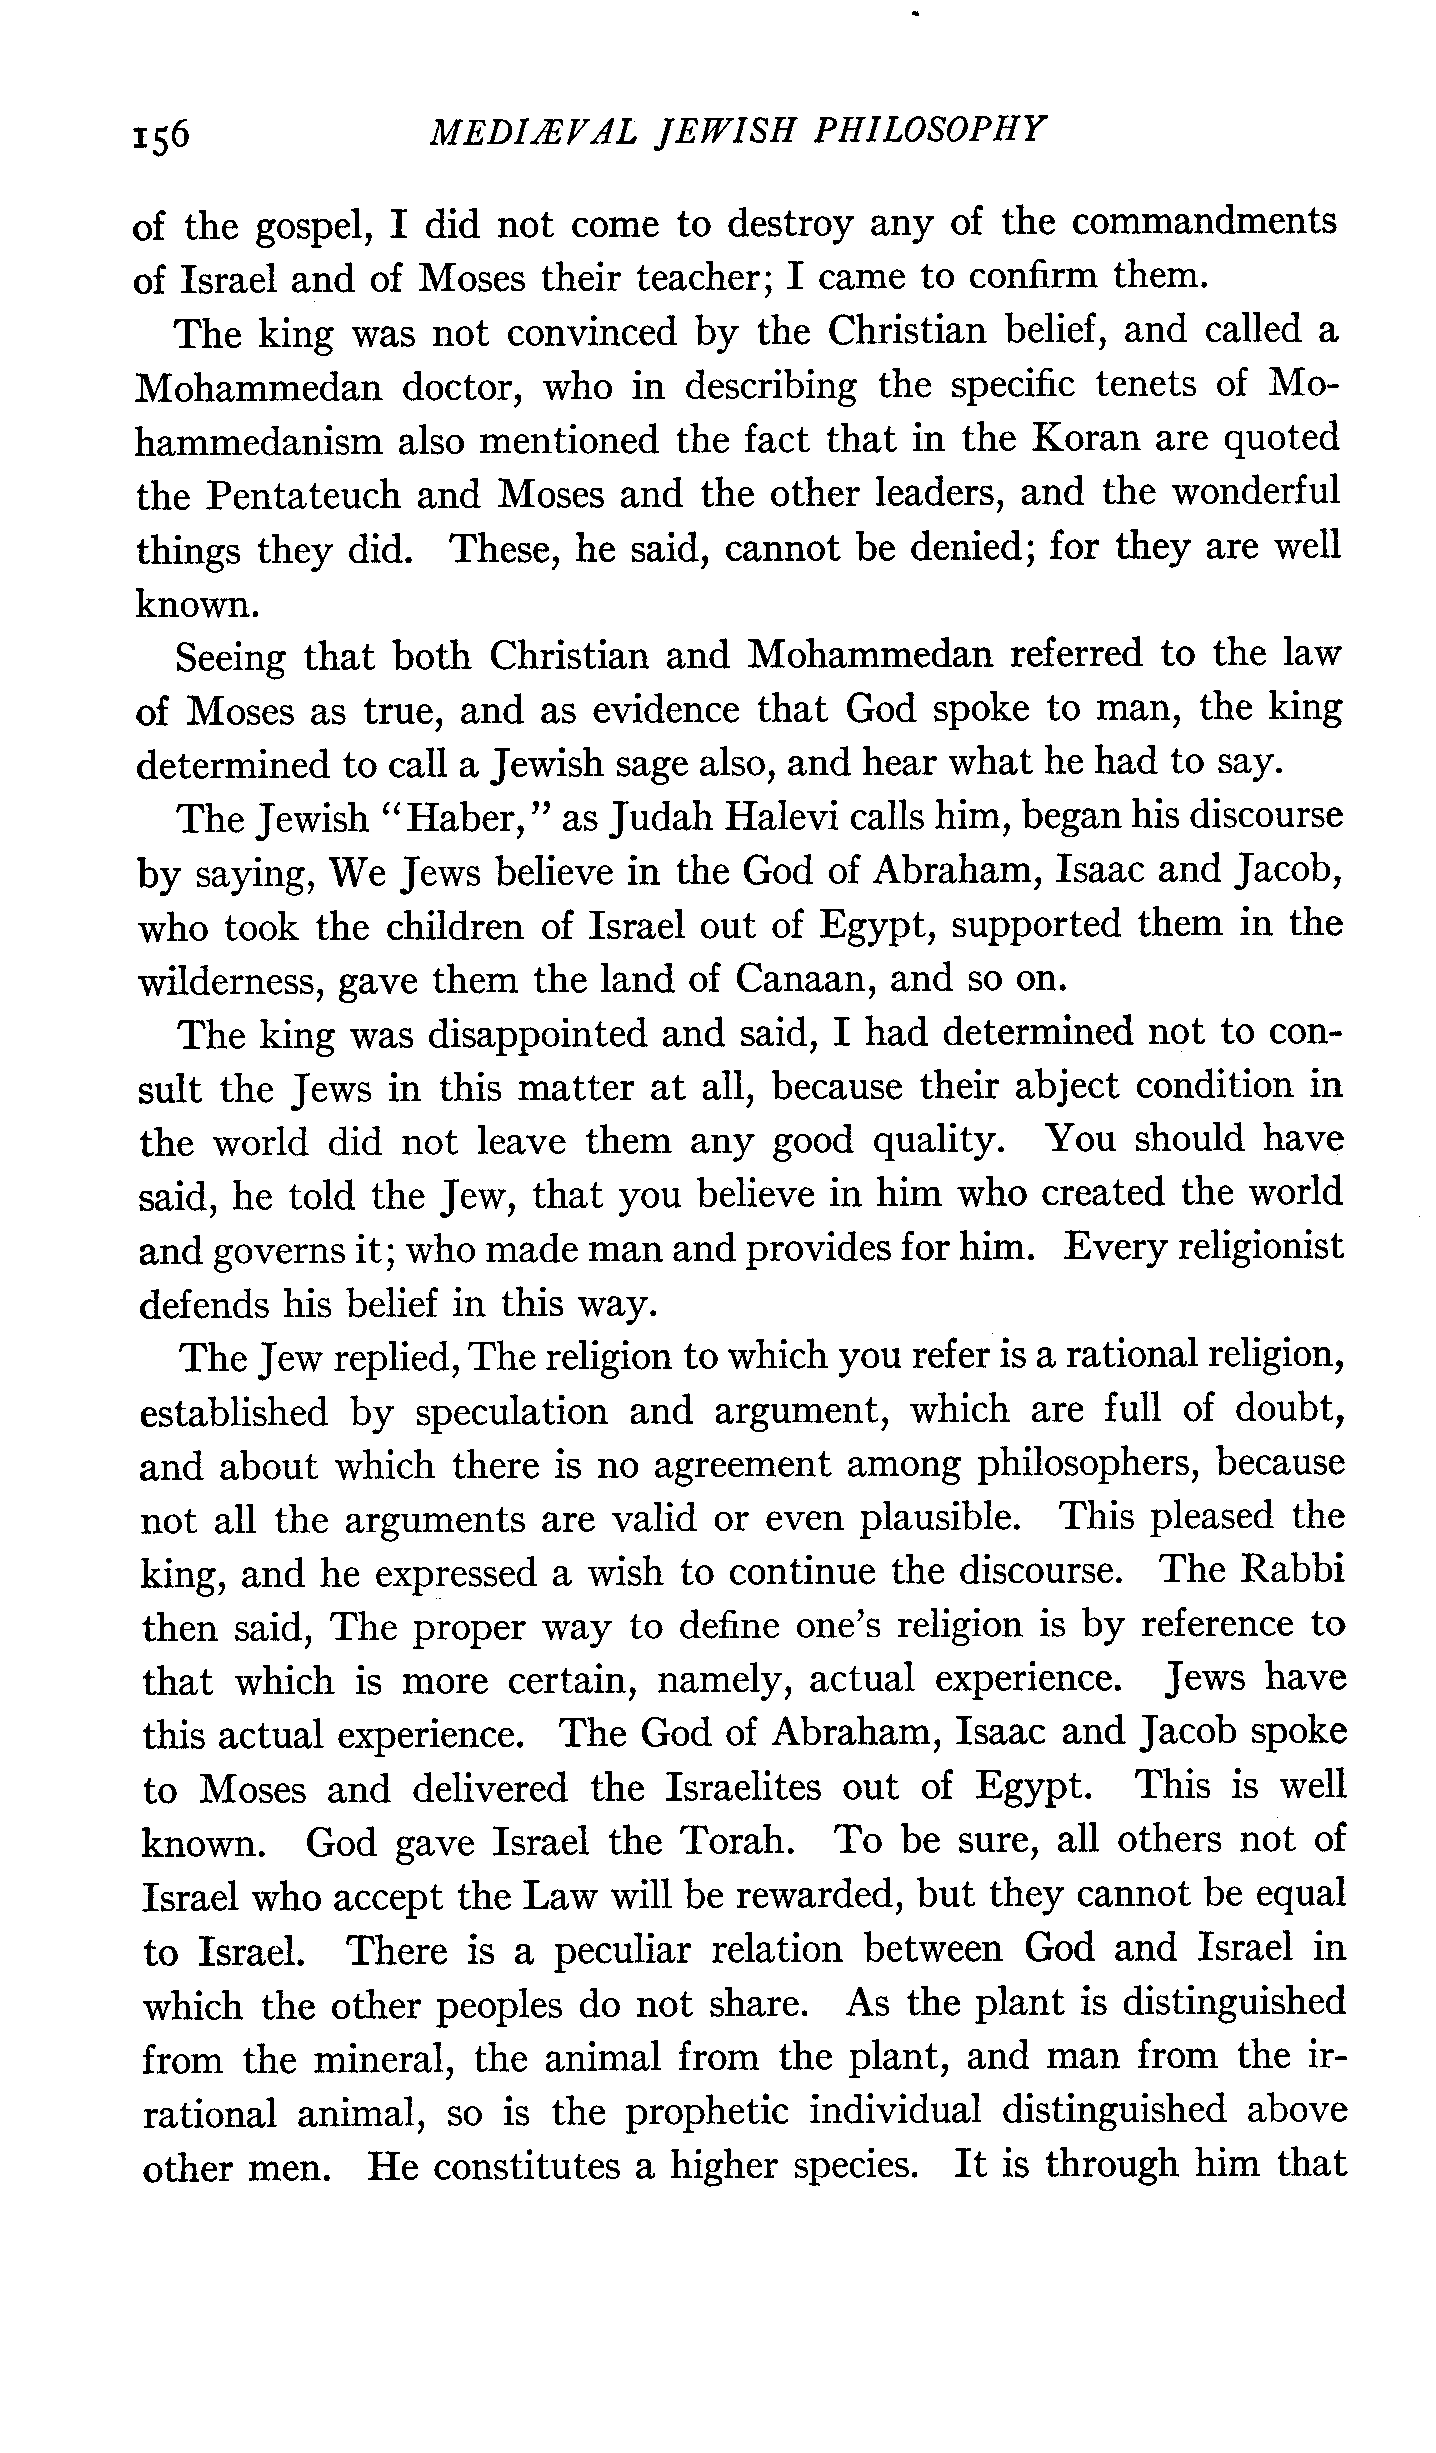 156 MEDIÆVAL JEWISH PHILOSOPHY
of the gospel, I did not come to destroy any of the commandments
of Israel and of Moses their teacher; I came to confirm them.
The king was not convinced by the Christian belief, and called a
Mohammedan doctor, who in describing the specific tenets of Mo-
hammedanism also mentioned the fact that in the Koran are quoted
the Pentateuch and Moses and the other leaders, and the wonderful
things they did. These, he said, cannot be denied; for they are well
known.
Seeing that both Christian and Mohammedan referred to the law
of Moses as true, and as evidence that God spoke to man, the king
determined to call a Jewish sage also, and hear what he had to say.
The Jewish “Haber,” as Judah Halevi calls him, began his discourse
by saying, We Jews believe in the God of Abraham, Isaac and Jacob,
who took the children of Israel out of Egypt, supported them in the
wilderness, gave them the land of Canaan, and so on.
The king was disappointed and said, I had determined not to con-
sult the Jews in this matter at all, because their abject condition in
the world did not leave them any good quality. You should have
said, he told the Jew, that you believe in him who created the world
and governs it; who made man and provides for him. Every religionist
defends his belief in this way.
The Jew replied, The religion to which you refer is a rational religion,
established by speculation and argument, which are full of doubt,
and about which there is no agreement among philosophers, because
not all the arguments are valid or even plausible. This pleased the
king, and he expressed a wish to continue the discourse. The Rabbi
then said, The proper way to define one's religion is by reference to
that which is more certain, namely, actual experience. Jews have
this actual experience. The God of Abraham, Isaac and Jacob spoke
to Moses and delivered the Israelites out of Egypt. This is well
known. God gave Israel the Torah. To be sure, all others not of
Israel who accept the Law will be rewarded, but they cannot be equal
to Israel. There is a peculiar relation between God and Israel in
which the other peoples do not share. As the plant is distinguished
from the mineral, the animal from the plant, and man from the ir-
rational animal, so is the prophetic individual distinguished above
other men. He constitutes a higher species. It is through him that